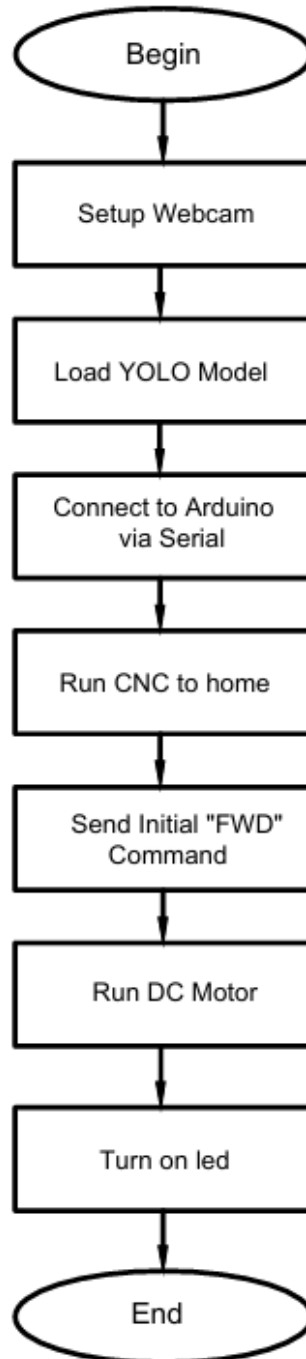 Begin
Setup Webcam
Load YOLO Model
Connect to Arduino
via Serial
Run CNC to home
Send Initial "FWD"
Command
Run DC Motor
Turn on led
End